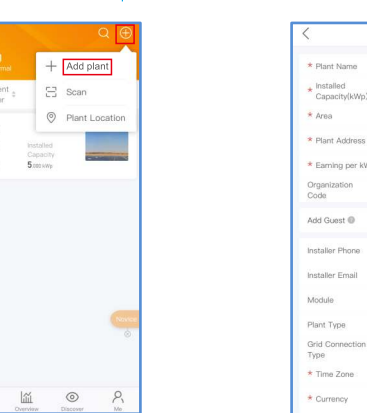 Add plant
Scan
Plant Location
Installed
Capacity
Overview
Discover
Me
* Plant Name
* Installed
Capacity(kWp)
* Area
* Plant Address
* Earning per kW
Organization
Code
Add Guest
Installer Phone
Installer Email
Module
Plant Type
Grid Connection
Type
* Time Zone
* Currency